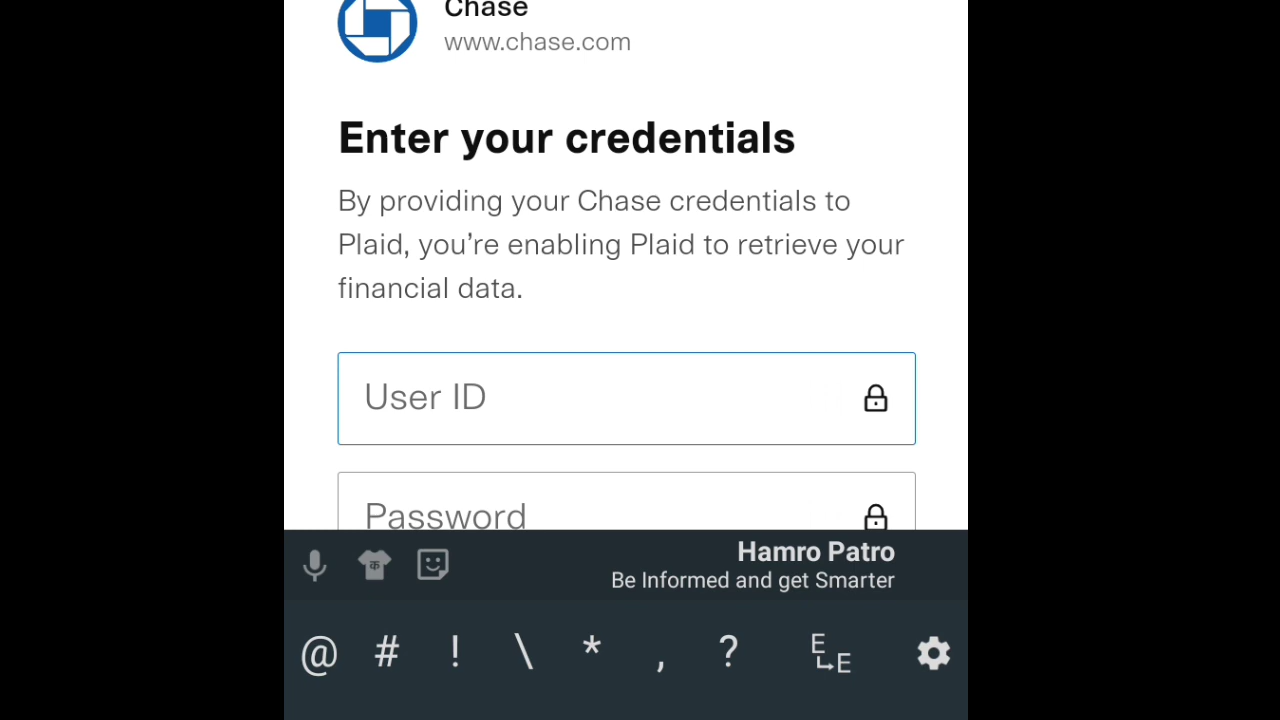 Chase
www.chase.com
Enter your credentials
By providing your Chase credentials to
Plaid, you’re enabling Plaid to retrieve your
financial data.
User ID
Password
क
Hamro Patro
Be Informed and get Smarter
@ # ! \ * , ? E E